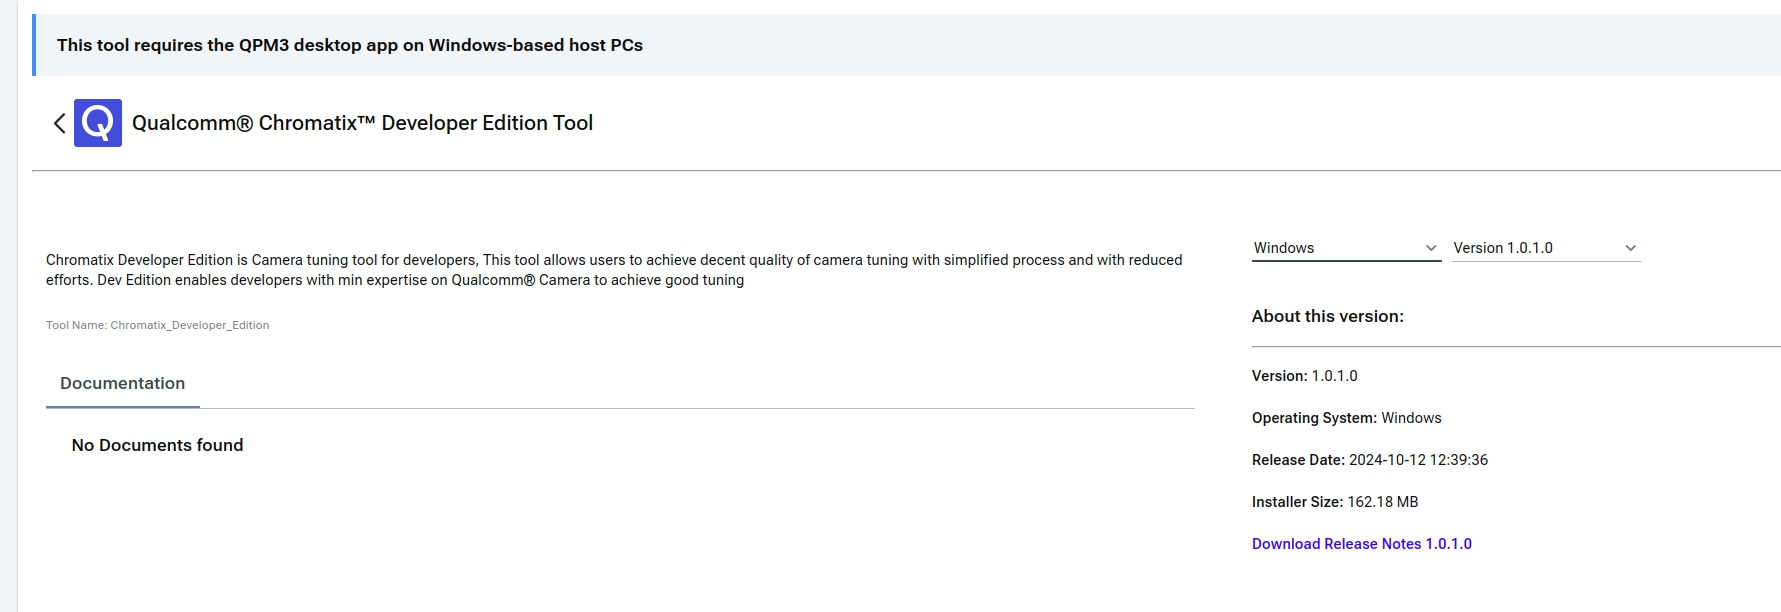 This tool requires the QPM3 desktop app on Windows-based host PCs
Qualcomm® Chromatix™ Developer Edition Tool
Chromatix Developer Edition is Camera tuning tool for developers, This tool allows users to achieve decent quality of camera tuning with simplified process and with reduced
efforts. Dev Edition enables developers with min expertise on Qualcomm® Camera to achieve good tuning
Tool Name: Chromatix_Developer_Edition
Documentation
No Documents found
Windows
Version 1.0.1.0
About this version:
Version: 1.0.1.0
Operating System: Windows
Release Date: 2024-10-12 12:39:36
Installer Size: 162.18 MB
Download Release Notes 1.0.1.0